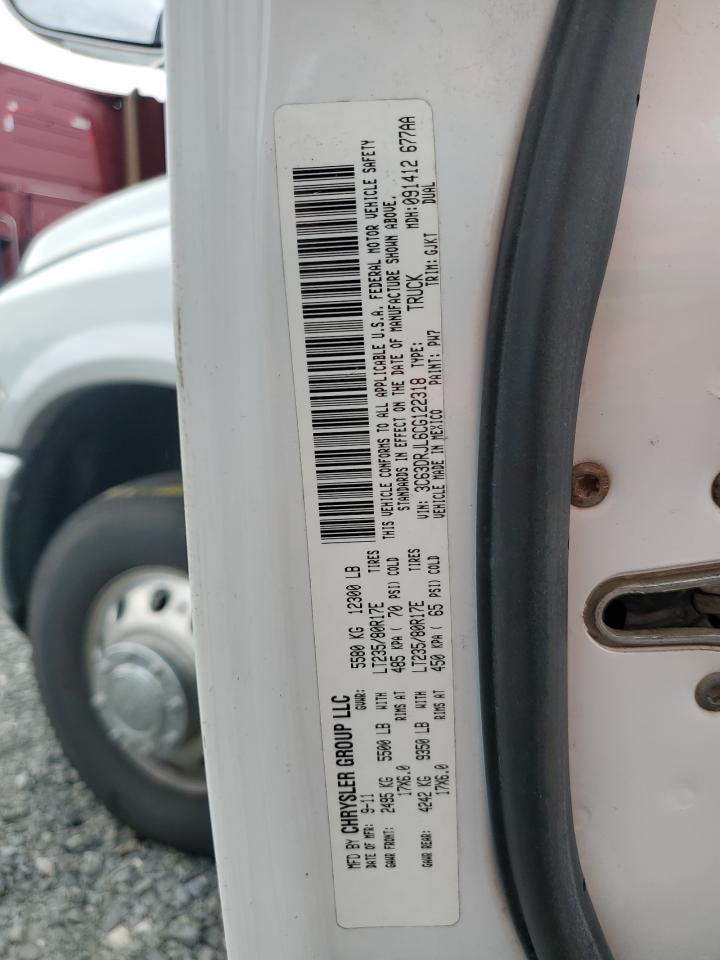 MFD BY CHRYSLER GROUP LLC
DATE OF MFR: 9-11 GVWR: 5580 KG 12300 LB
GAWR FRONT: 2495 KG 5500 LB WITH LT235/80R17E TIRES
17X6.0 RIMS AT 485 KPA ( 70 PSI) COLD
GAWR REAR: 4242 KG 9350 LB WITH LT235/80R17E TIRES
17X6.0 RIMS AT 450 KPA ( 65 PSI) COLD
THIS VEHICLE CONFORMS TO ALL APPLICABLE U.S.A. FEDERAL MOTOR VEHICLE SAFETY
STANDARDS IN EFFECT ON THE DATE OF MANUFACTURE SHOWN ABOVE.
VIN: 3C63DRJL6CG122318 TYPE: TRUCK MDH:091412 677AA
VEHICLE MADE IN MEXICO PAINT: PW7 TRIM: GJKT DUAL